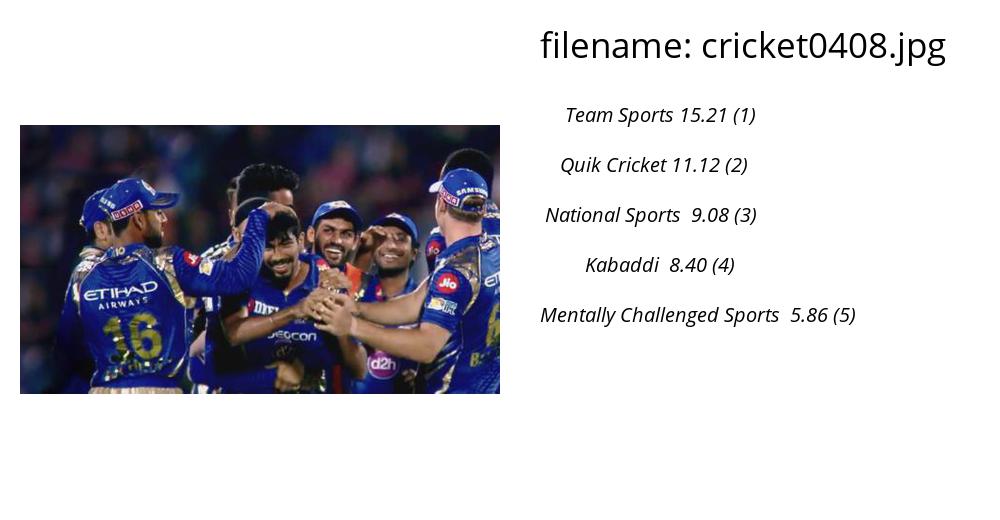 filename: cricket0408.jpg
Team Sports 15.21 (1)
Quik Cricket 11.12 (2)
National Sports 9.08 (3)
Kabaddi 8.40 (4)
Mentally Challenged Sports 5.86 (5)
SAMSUNG
USHA
ETIHAD
AIRWAYS
16
Jio
d2h